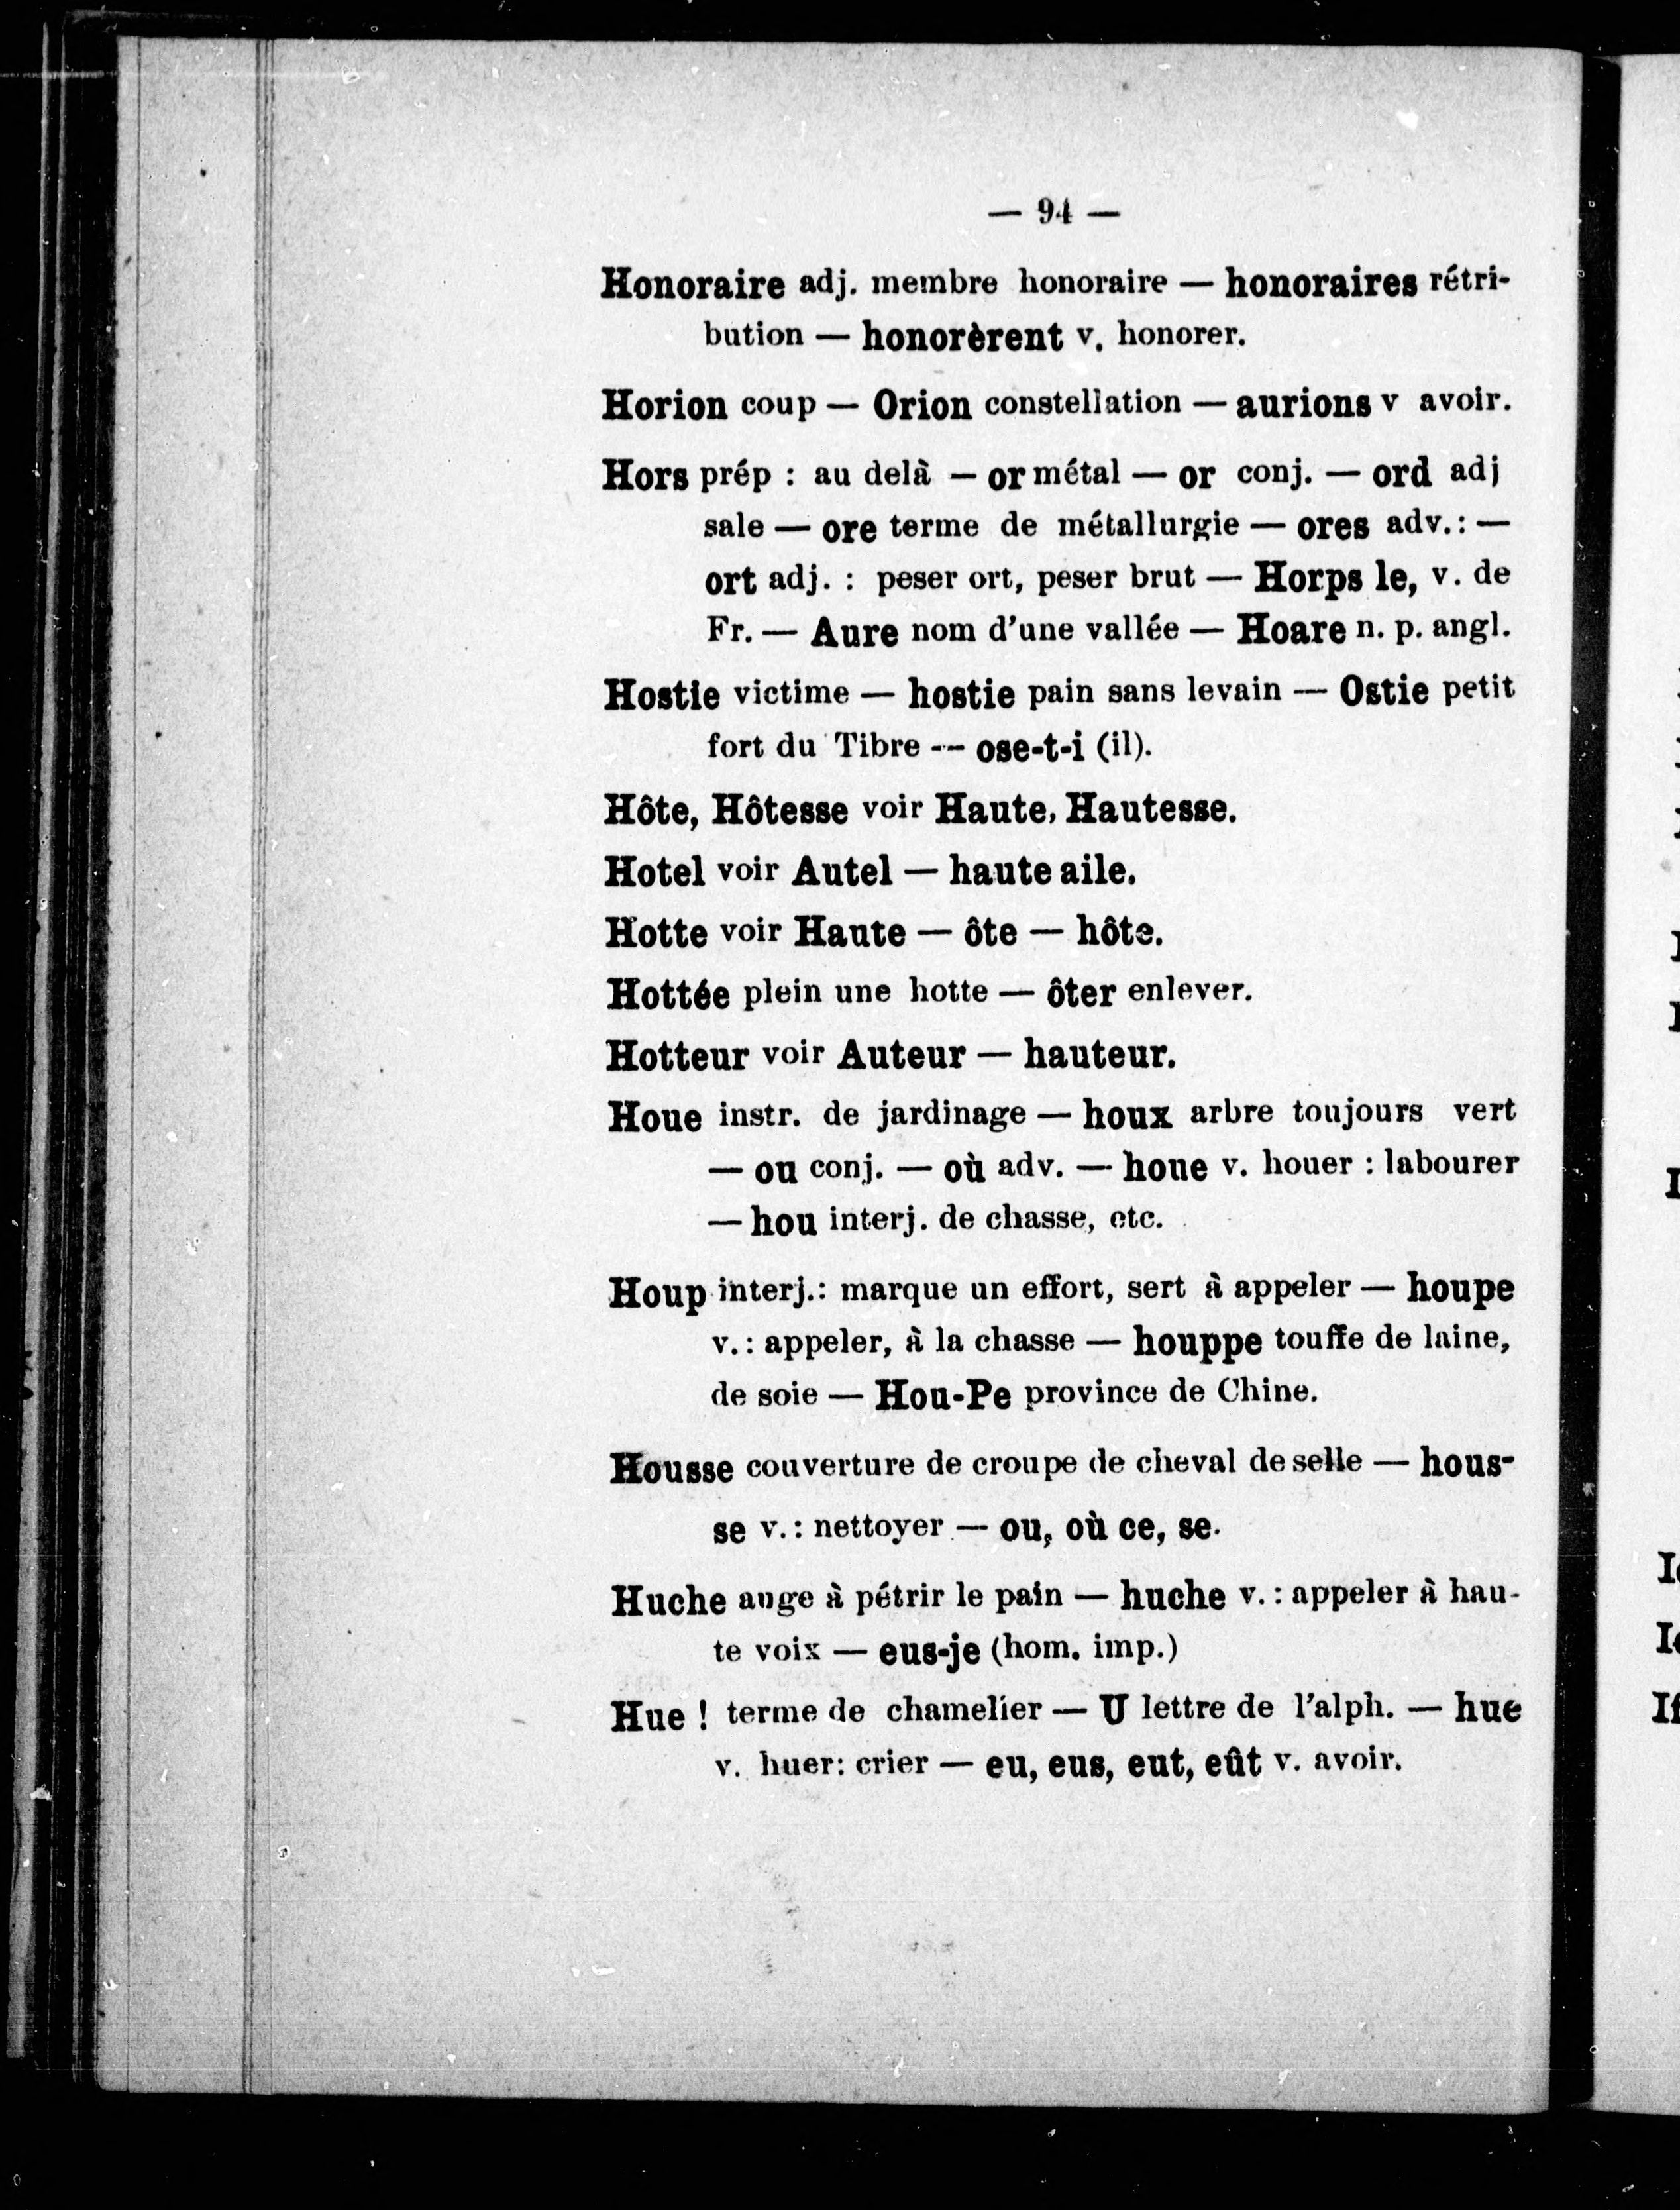 — 94 —
Honoraire adj. membre honoraire — honoraires rétri-
bution — honorèrent v. honorer.
Horion coup — Orion constellation — aurions v avoir.
Hors prép : au delà — or métal — or conj. — ord adj
sale — ore terme de métallurgie — ores adv.: —
ort adj. : peser ort, peser brut — Horps le, v. de
Fr. — Aure nom d'une vallée — Hoare n. p. angl.
Hostie victime — hostie pain sans levain — Ostie petit
fort du Tibre -- ose-t-i (il).
Hôte, Hôtesse voir Haute, Hautesse.
Hotel voir Autel — haute aile.
Hotte voir Haute — ôte — hôte.
Hottée plein une hotte — ôter enlever.
Hotteur voir Auteur — hauteur.
Houe instr. de jardinage — houx arbre toujours vert
— ou conj. — où adv. — houe v. houer : labourer
— hou interj. de chasse, etc.
Houp interj.: marque un effort, sert à appeler — houpe
v.: appeler, à la chasse — houppe touffe de laine,
de soie — Hou-Pe province de Chine.
Housse couverture de croupe de cheval de selle — hous-
se v.: nettoyer — ou, où ce, se.
Huche auge à pétrir le pain — huche v.: appeler à hau-
te voix — eus-je (hom. imp.)
Hue ! terme de chamelier — U lettre de l'alph. — hue
v. huer: crier — eu, eus, eut, eût v. avoir.